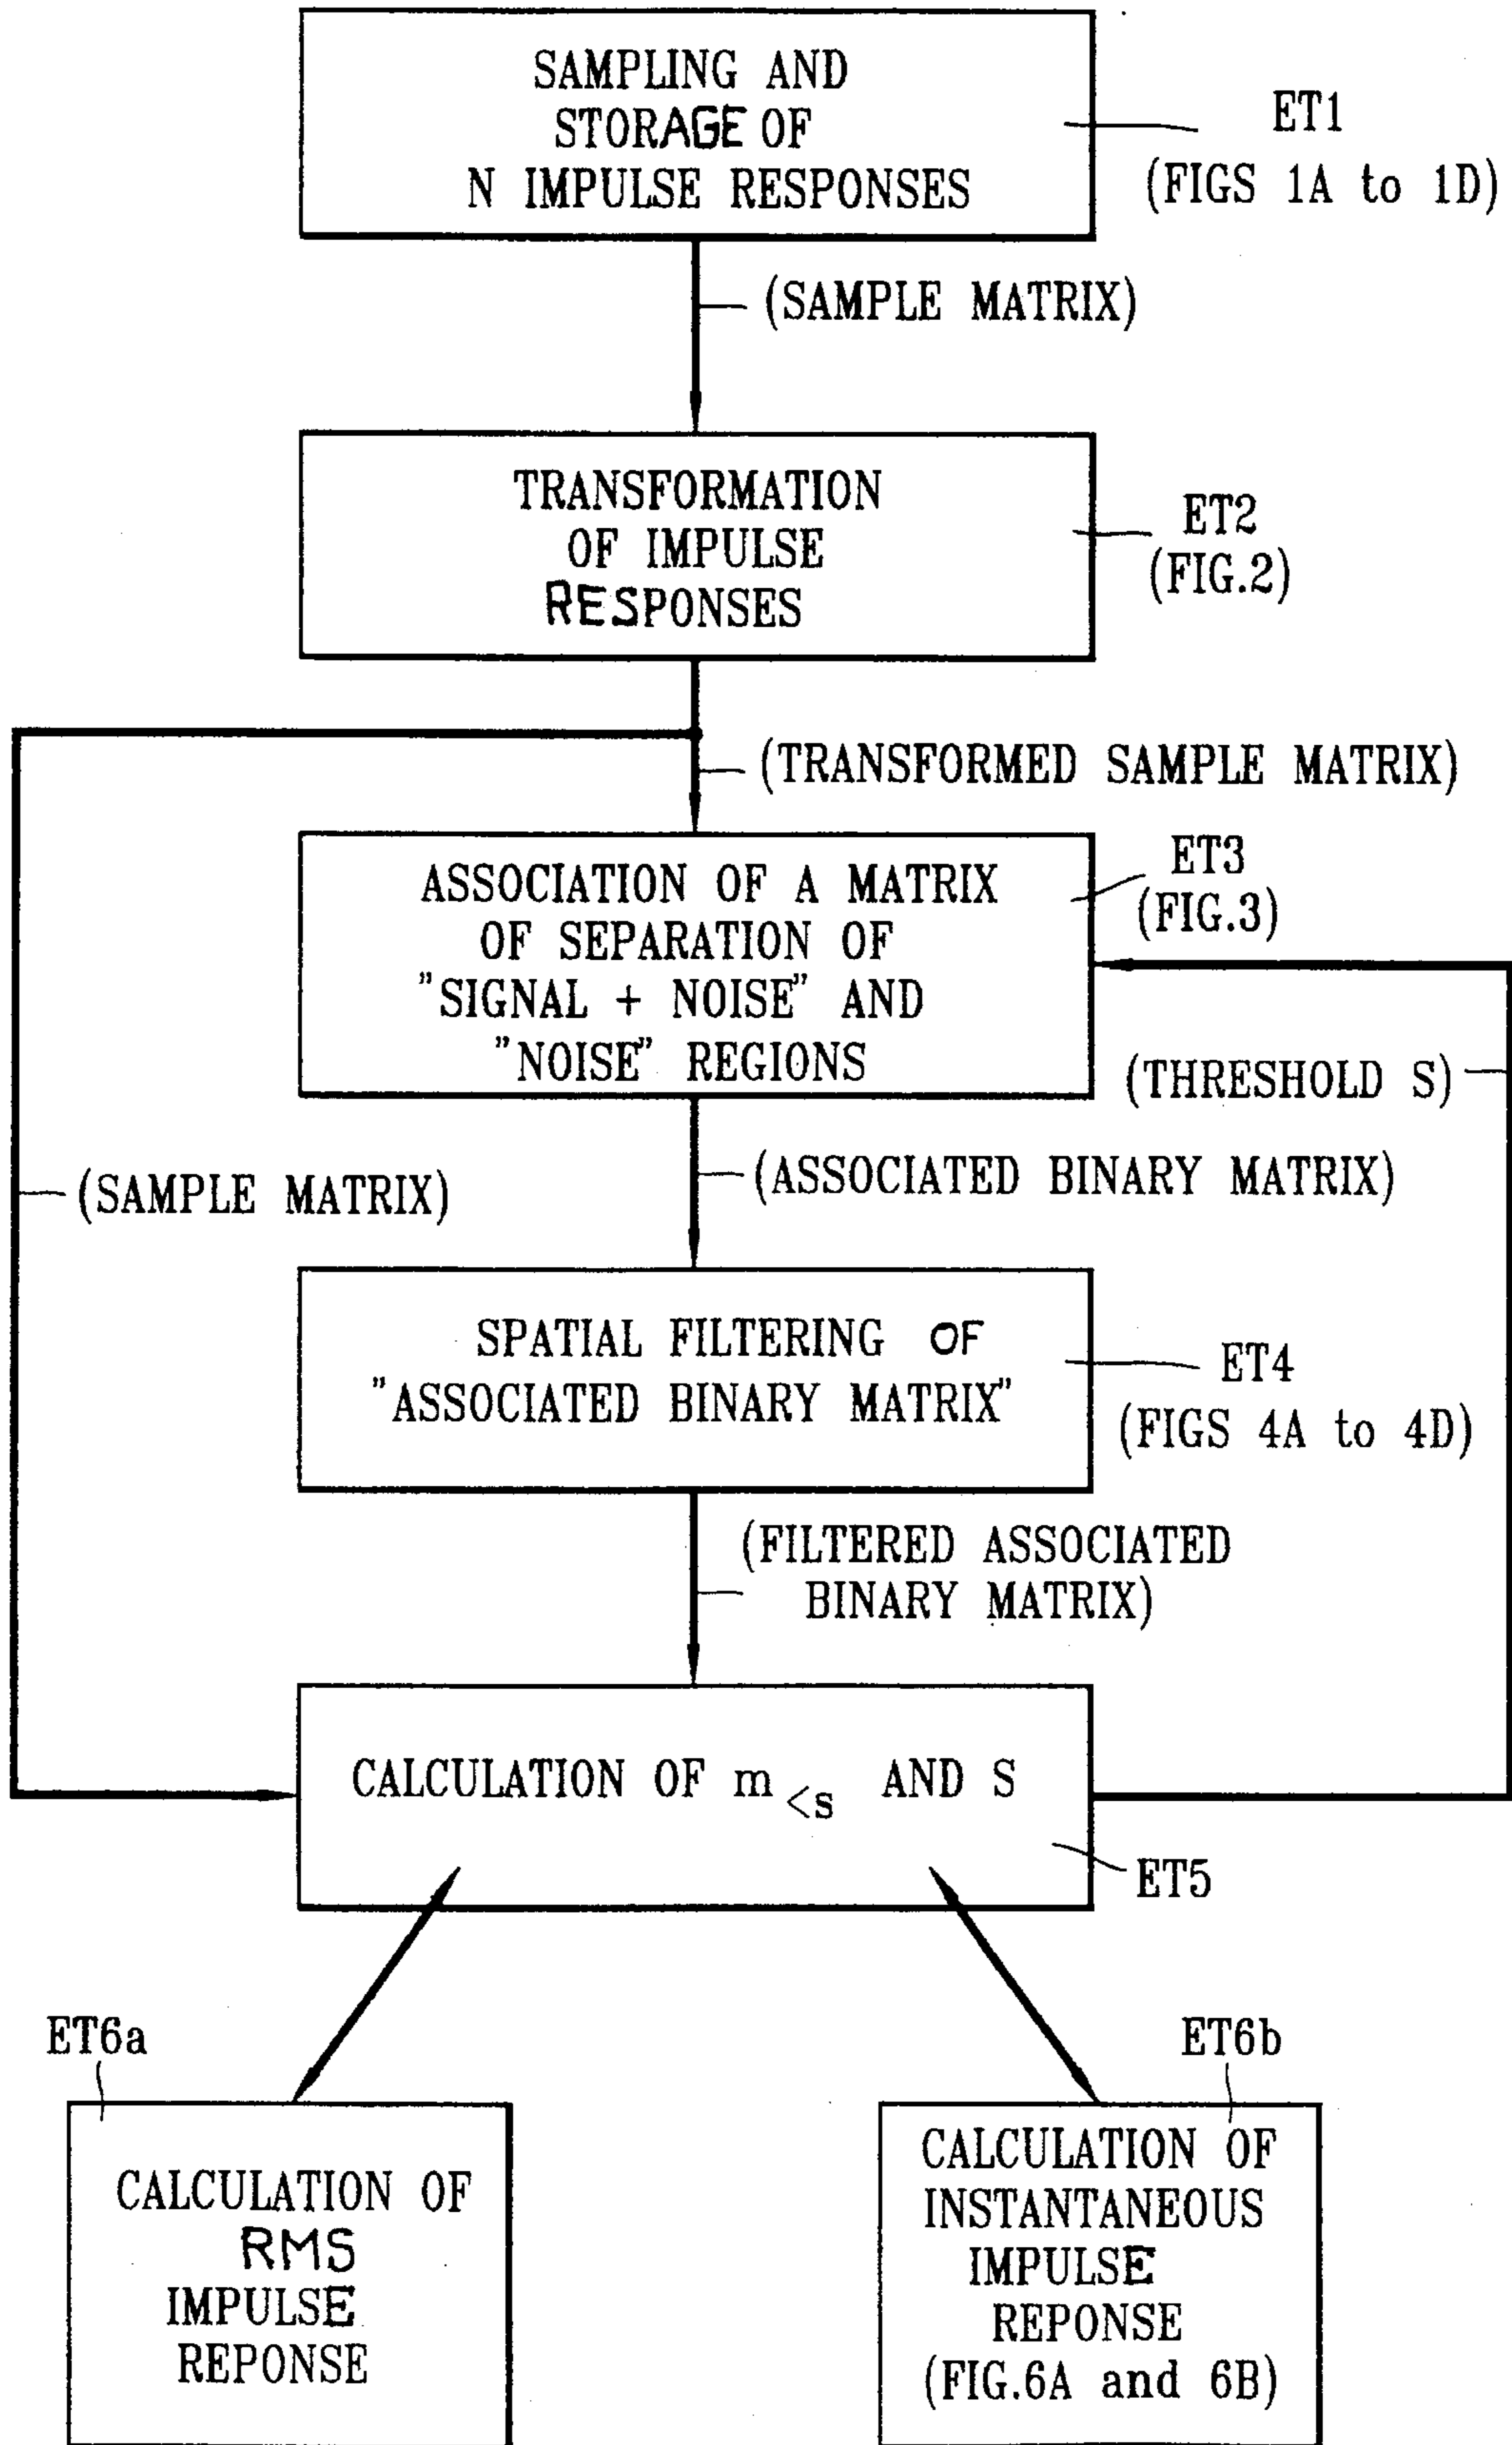 SAMPLING AND
STORAGE OF
N IMPULSE RESPONSES
ET1
(FIGS 1A to 1D)
(SAMPLE MATRIX)
TRANSFORMATION
OF IMPULSE
RESPONSES
ET2
(FIG.2)
(TRANSFORMED SAMPLE MATRIX)
ASSOCIATION OF A MATRIX
OF SEPARATION OF
"SIGNAL + NOISE" AND
"NOISE" REGIONS
ET3
(FIG.3)
(THRESHOLD S)
(SAMPLE MATRIX)
(ASSOCIATED BINARY MATRIX)
SPATIAL FILTERING OF
"ASSOCIATED BINARY MATRIX"
ET4
(FIGS 4A to 4D)
(FILTERED ASSOCIATED
BINARY MATRIX)
CALCULATION OF m<s AND S
ET5
ET6a
CALCULATION OF
RMS
IMPULSE
REPONSE
ET6b
CALCULATION OF
INSTANTANEOUS
IMPULSE
REPONSE
(FIG.6A and 6B)